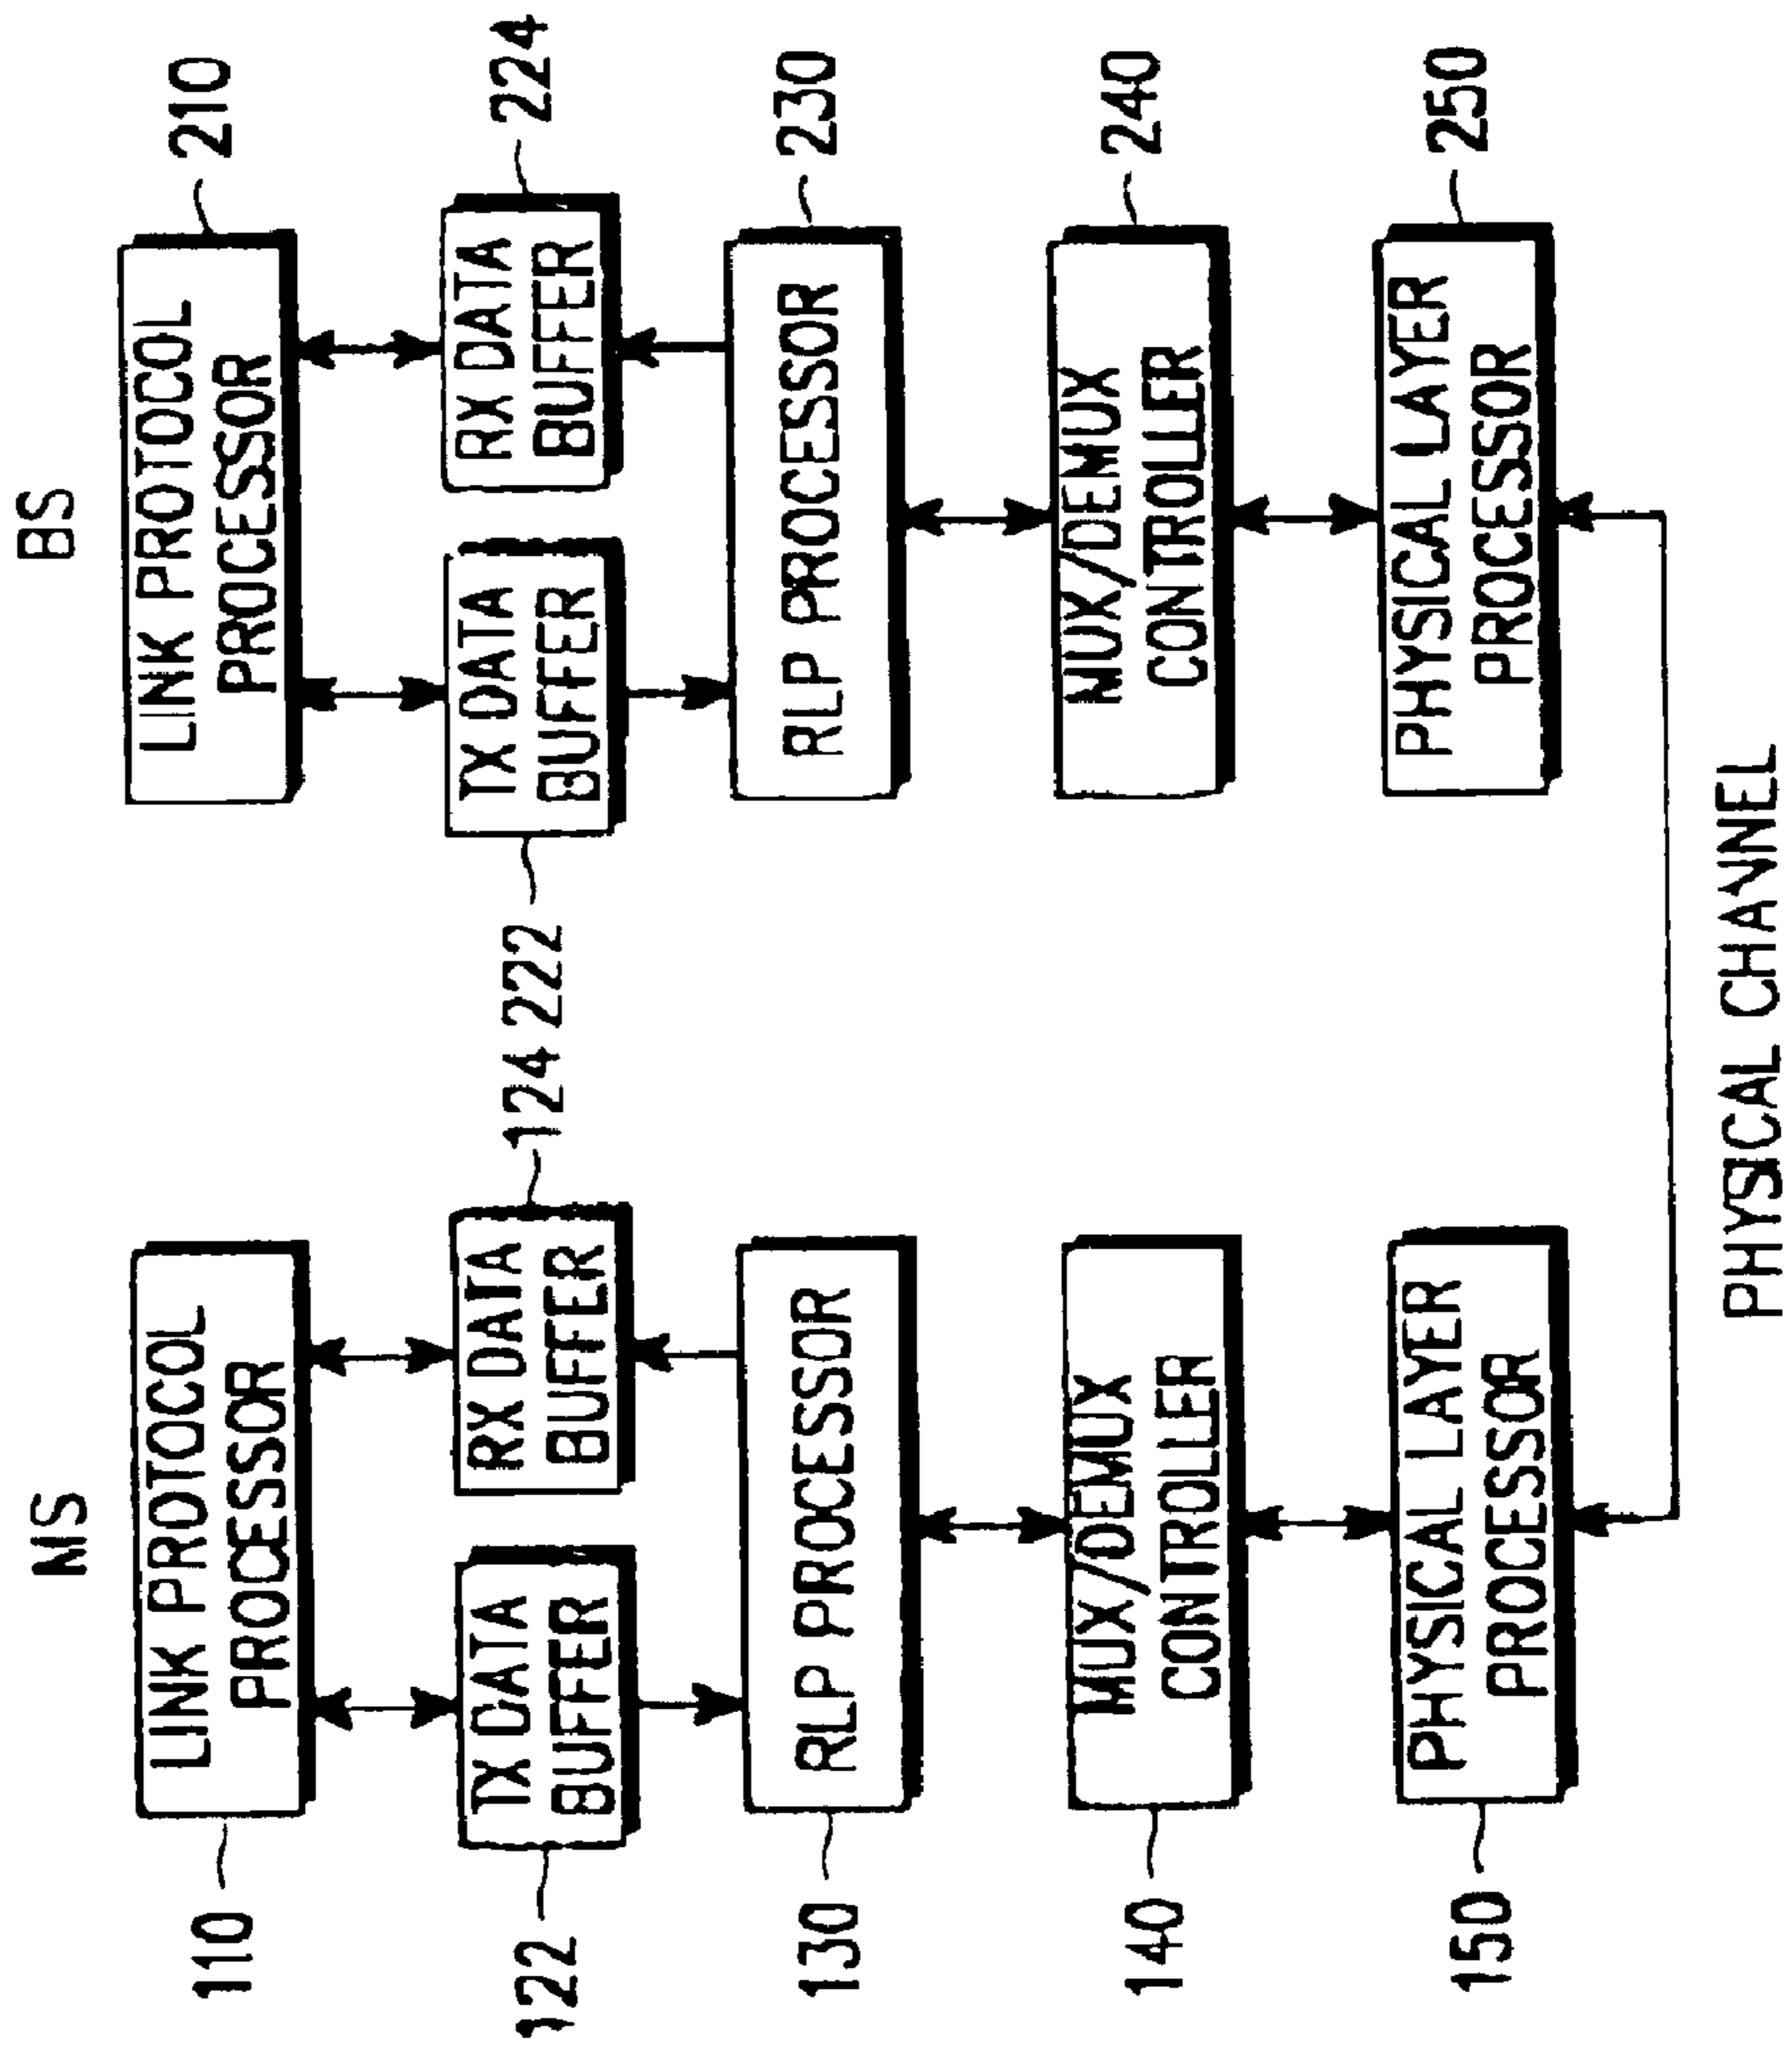 MS
BS
110
LINK PROTOCOL
PROCESSOR
LINK PROTOCOL
PROCESSOR
210
122
TX CATA
BUFFER
RX DATA
BUFFER
124
222
TX DATA
BUFFER
RX DATA
BUFFER
224
130
RLP PROCESSOR
RLP PROCESSOR
230
140
MUX/DEMUX
CONTROLLER
MUX/DEMUX
CONTROLLER
240
150
PHYSICAL LAYER
PROCESSOR
PHYSICAL LAYER
PROCESSOR
250
PHYSICAL CHANNEL